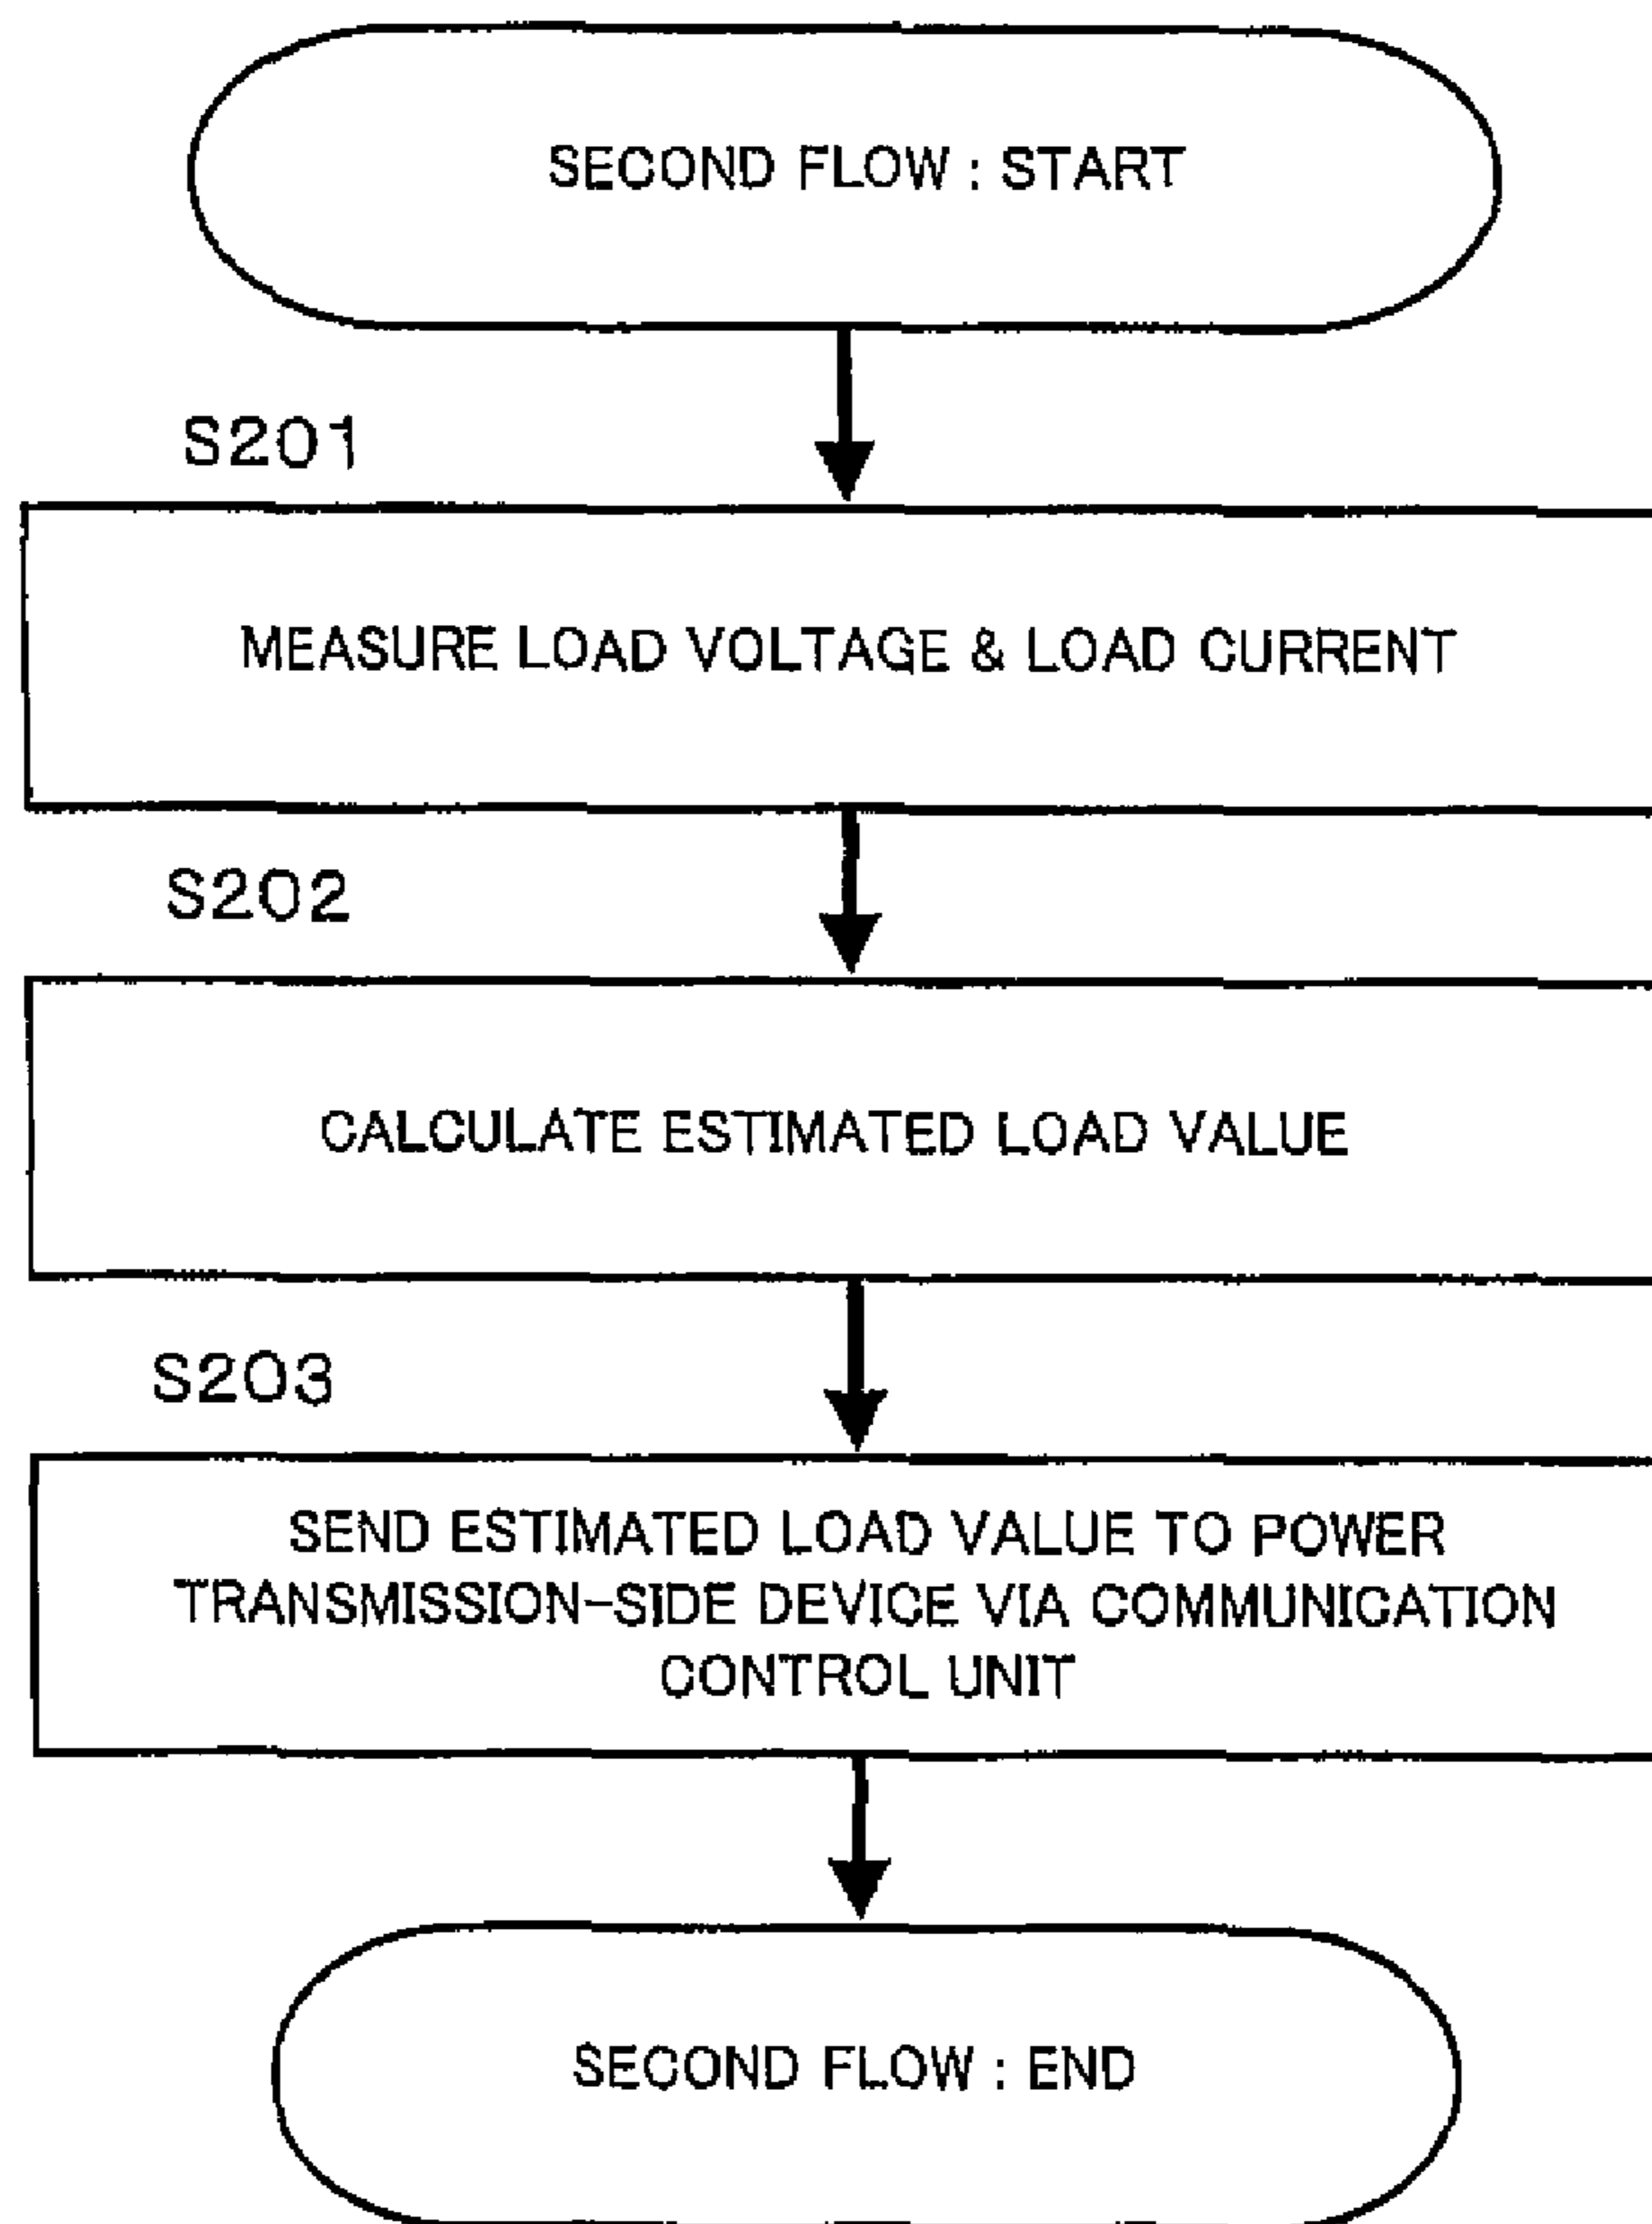 SECOND FLOW : START
S201
MEASURE LOAD VOLTAGE & LOAD CURRENT
S202
CALCULATE ESTIMATED LOAD VALUE
S203
SEND ESTIMATED LOAD VALUE TO POWER
TRANSMISSION-SIDE DEVICE VIA COMMUNICATION
CONTROL UNIT
SECOND FLOW : END